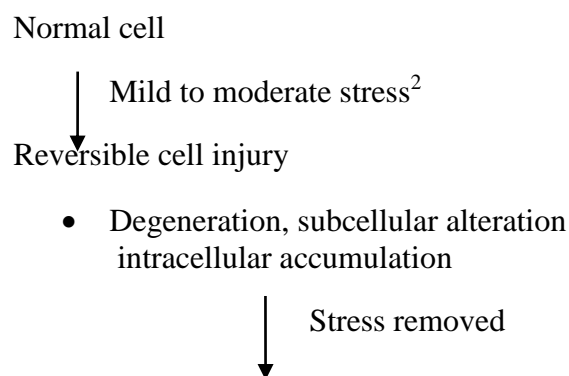 Normal cell
Mild to moderate stress²
Reversible cell injury
• Degeneration, subcellular alteration
intracellular accumulation
Stress removed